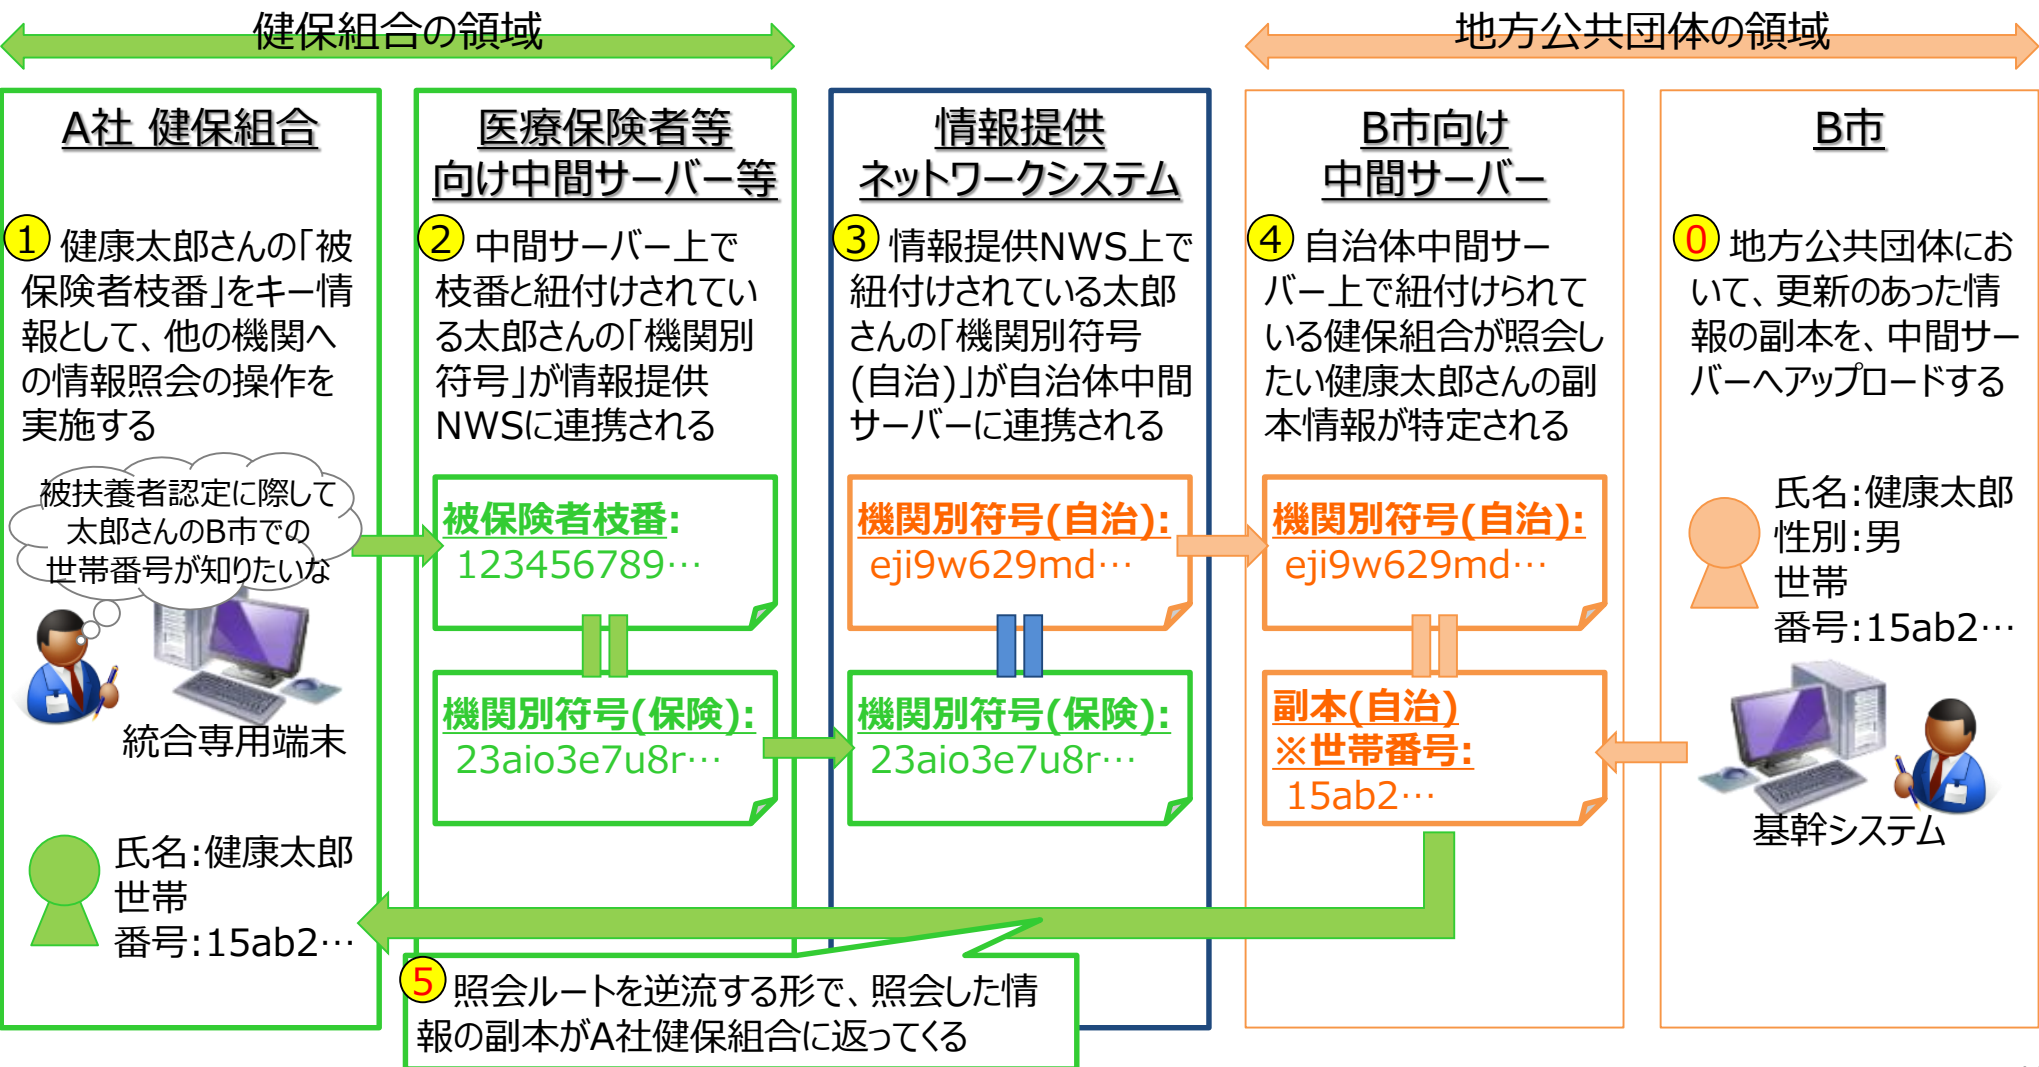 健保組合の領域
地方公共団体の領域
A社 健保組合
①健康太郎さんの「被
保険者枝番」をキー情
報として、他の機関へ
の情報照会の操作を
実施する
被扶養者認定に際して
太郎さんのB市での
世帯番号が知りたいな
統合専用端末
氏名:健康太郎
世帯
番号:15ab2…
医療保険者等
向け中間サーバー等
②中間サーバー上で
枝番と紐付けされてい
る太郎さんの「機関別
符号」が情報提供
NWSに連携される
被保険者枝番:
123456789…
機関別符号(保険):
23aio3e7u8r…
情報提供
ネットワークシステム
③情報提供NWS上で
紐付けされている太郎
さんの「機関別符号
(自治)」が自治体中間
サーバーに連携される
機関別符号(自治):
eji9w629md…
機関別符号(保険):
23aio3e7u8r…
B市向け
中間サーバー
④自治体中間サー
バー上で紐付けられて
いる健保組合が照会し
たい健康太郎さんの副
本情報が特定される
機関別符号(自治):
eji9w629md…
副本(自治)
※世帯番号:
15ab2…
B市
⓪地方公共団体にお
いて、更新のあった情
報の副本を、中間サー
バーへアップロードする
氏名:健康太郎
性別:男
世帯
番号:15ab2…
基幹システム
⑤照会ルートを逆流する形で、照会した情
報の副本がA社健保組合に返ってくる